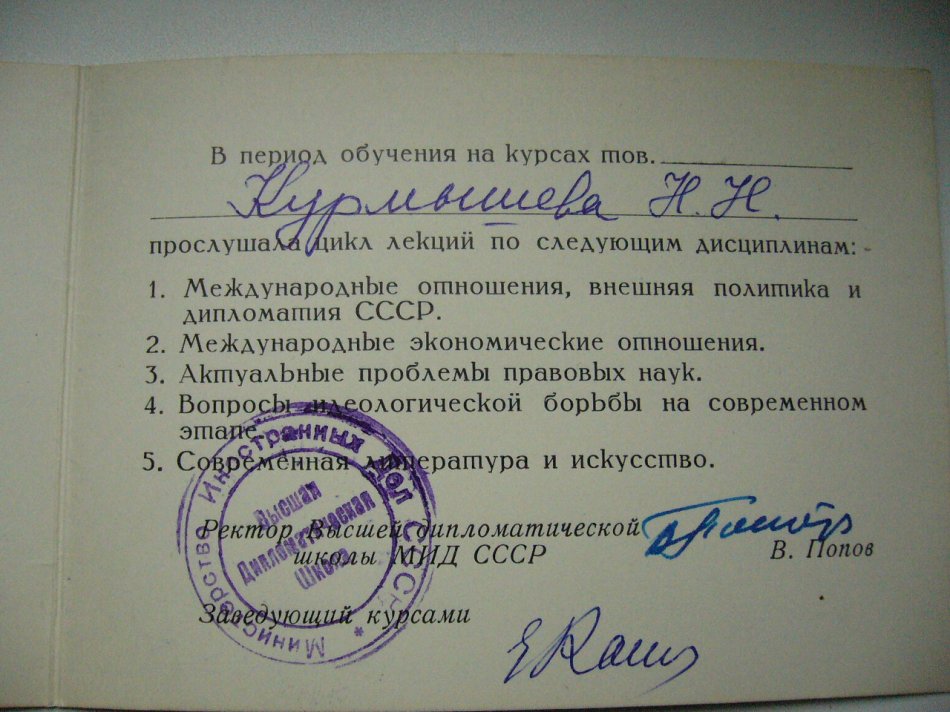 В период обучения на курсах тов.
Курмышева Н. Н.
прослушала цикл лекций по следующим дисциплинам:
1. Международные отношения, внешняя политика и
дипломатия СССР.
2. Международные экономические отношения.
3. Актуальные проблемы правовых наук.
4. Вопросы идеологической борьбы на современном
этапе.
5. Современная литература и искусство.
Министерство Иностранных Дел СССР *
Высшая
Дипломатическая
Школа
Ректор Высшей дипломатической
школы МИД СССР
В. Попов
Заведующий курсами